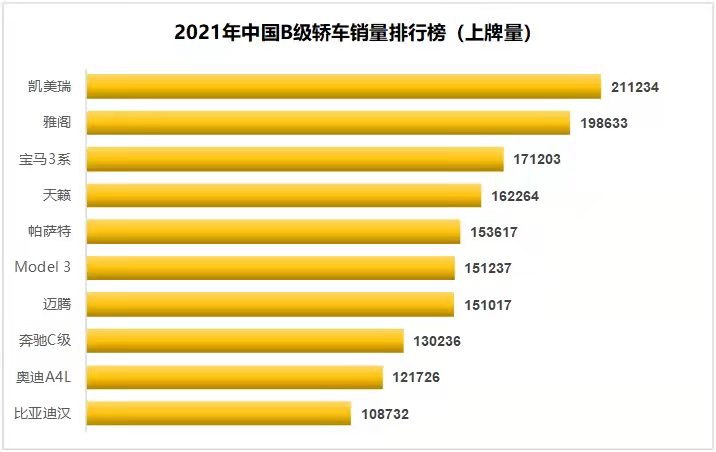 2021年中国B级轿车销量排行榜（上牌量）
凯美瑞 211234
雅阁 198633
宝马3系 171203
天籁 162264
帕萨特 153617
Model 3 151237
迈腾 151017
奔驰C级 130236
奥迪A4L 121726
比亚迪汉 108732